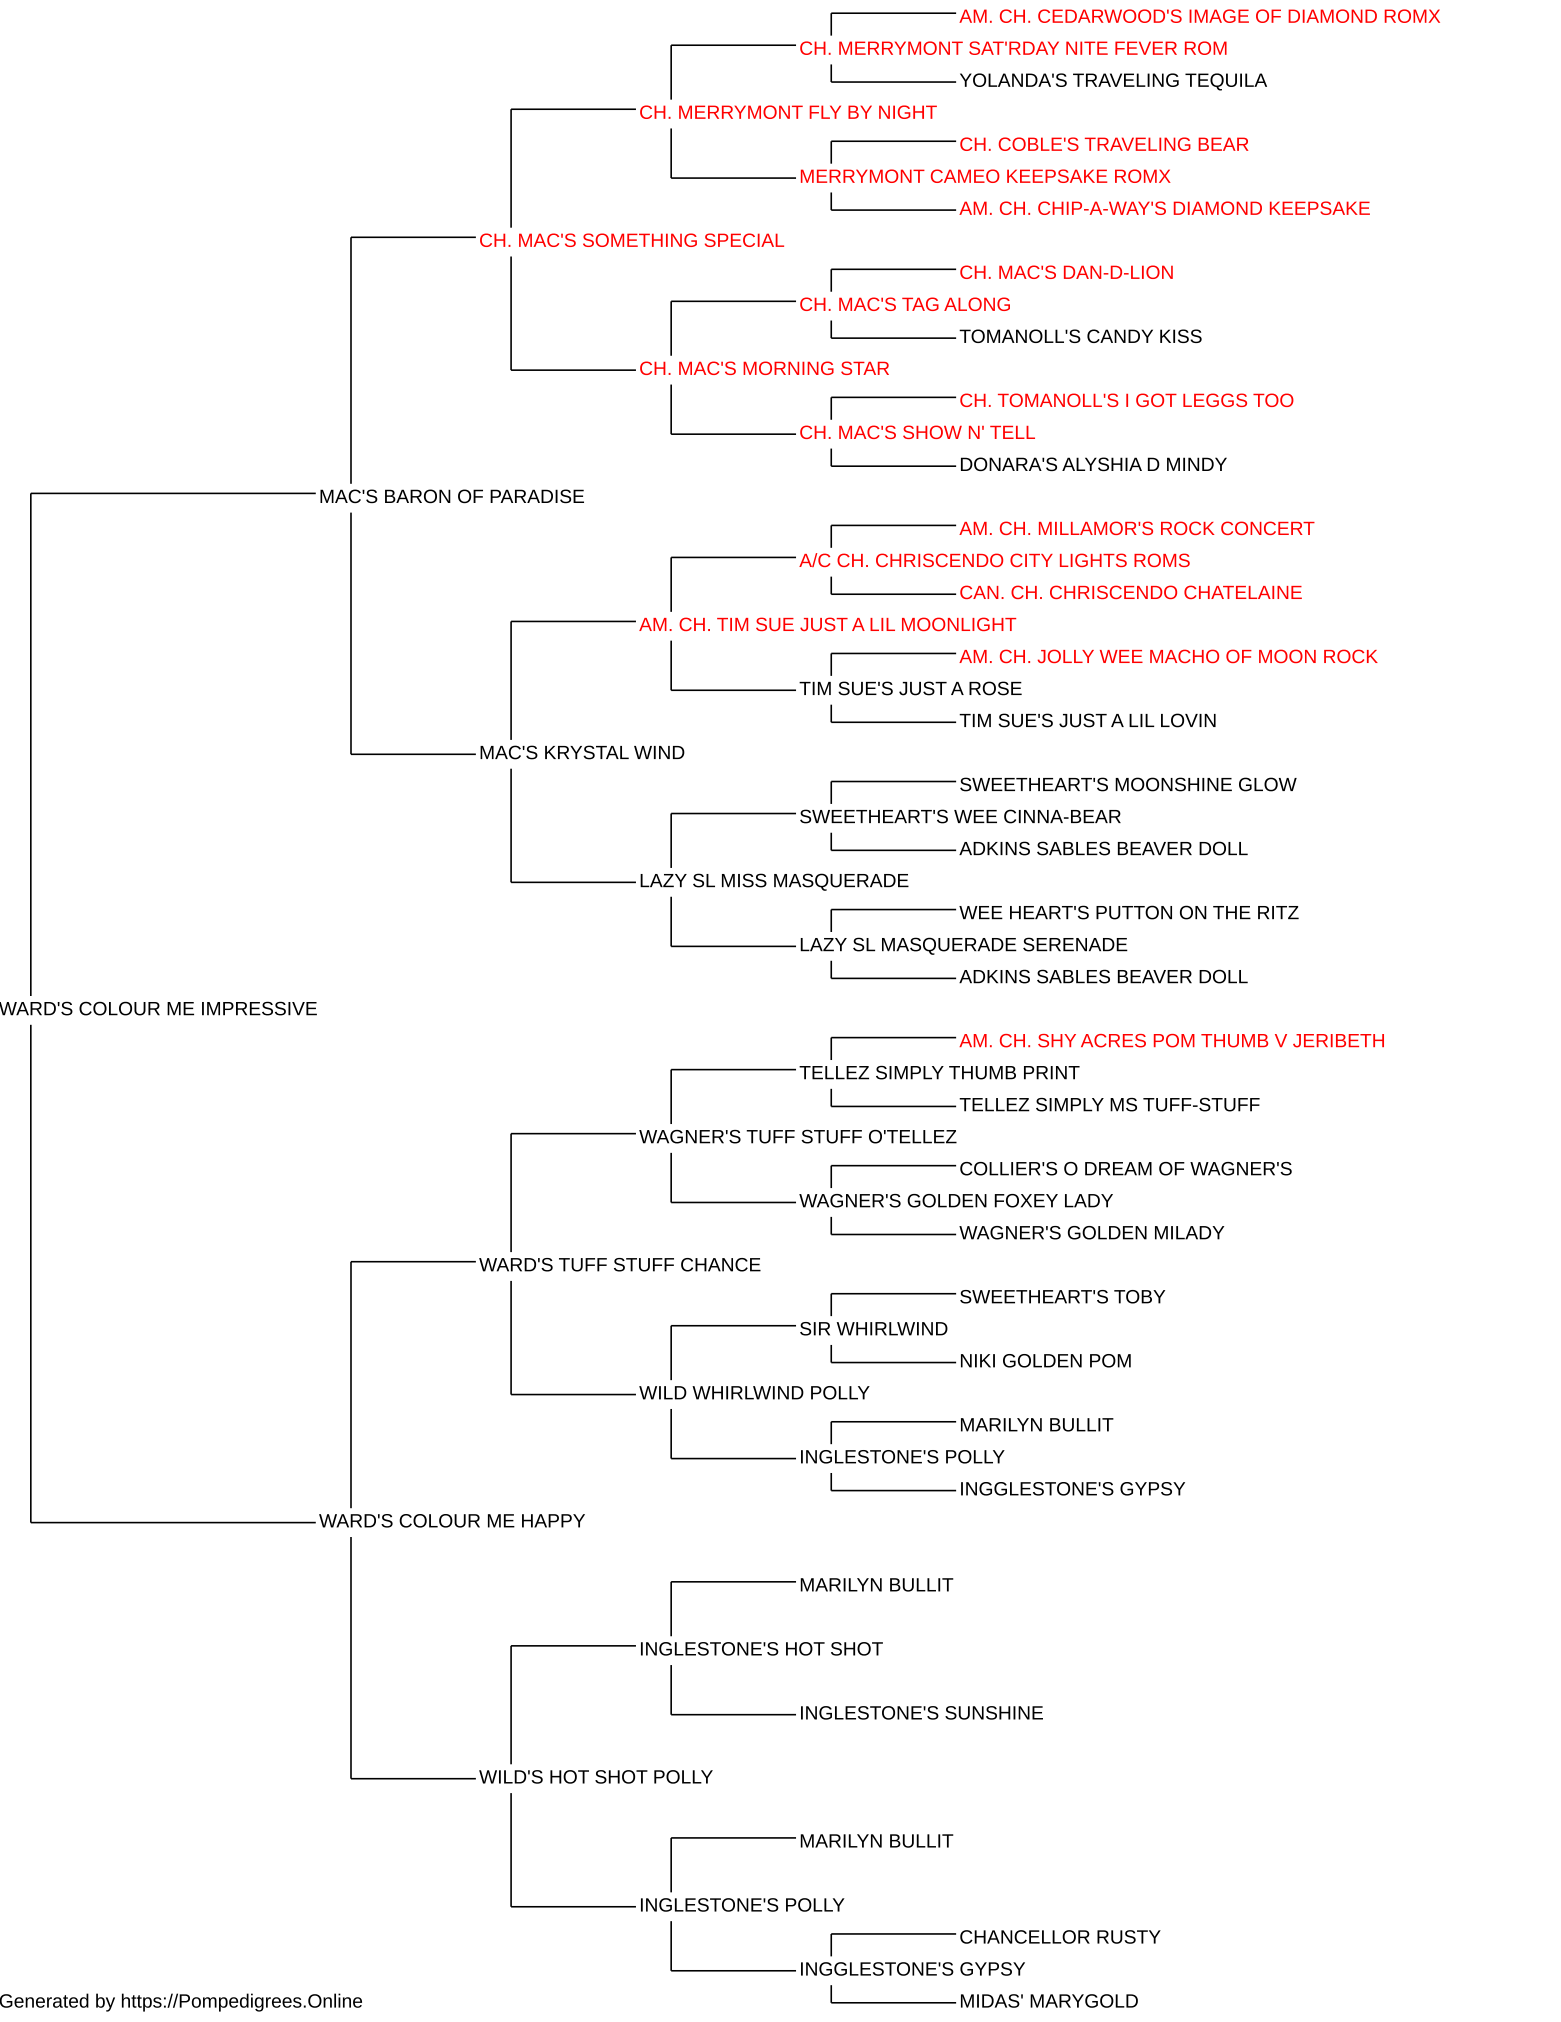 AM. CH. CEDARWOOD'S IMAGE OF DIAMOND ROMX
CH. MERRYMONT SAT'RDAY NITE FEVER ROM
YOLANDA'S TRAVELING TEQUILA
CH. MERRYMONT FLY BY NIGHT
CH. COBLE'S TRAVELING BEAR
MERRYMONT CAMEO KEEPSAKE ROMX
AM. CH. CHIP-A-WAY'S DIAMOND KEEPSAKE
CH. MAC'S SOMETHING SPECIAL
CH. MAC'S DAN-D-LION
CH. MAC'S TAG ALONG
TOMANOLL'S CANDY KISS
CH. MAC'S MORNING STAR
CH. TOMANOLL'S I GOT LEGGS TOO
CH. MAC'S SHOW N' TELL
DONARA'S ALYSHIA D MINDY
MAC'S BARON OF PARADISE
AM. CH. MILLAMOR'S ROCK CONCERT
A/C CH. CHRISCENDO CITY LIGHTS ROMS
CAN. CH. CHRISCENDO CHATELAINE
AM. CH. TIM SUE JUST A LIL MOONLIGHT
AM. CH. JOLLY WEE MACHO OF MOON ROCK
TIM SUE'S JUST A ROSE
TIM SUE'S JUST A LIL LOVIN
MAC'S KRYSTAL WIND
SWEETHEART'S MOONSHINE GLOW
SWEETHEART'S WEE CINNA-BEAR
ADKINS SABLES BEAVER DOLL
LAZY SL MISS MASQUERADE
WEE HEART'S PUTTON ON THE RITZ
LAZY SL MASQUERADE SERENADE
ADKINS SABLES BEAVER DOLL
WARD'S COLOUR ME IMPRESSIVE
AM. CH. SHY ACRES POM THUMB V JERIBETH
TELLEZ SIMPLY THUMB PRINT
TELLEZ SIMPLY MS TUFF-STUFF
WAGNER'S TUFF STUFF O'TELLEZ
COLLIER'S O DREAM OF WAGNER'S
WAGNER'S GOLDEN FOXEY LADY
WAGNER'S GOLDEN MILADY
WARD'S TUFF STUFF CHANCE
SWEETHEART'S TOBY
SIR WHIRLWIND
NIKI GOLDEN POM
WILD WHIRLWIND POLLY
MARILYN BULLIT
INGLESTONE'S POLLY
INGGLESTONE'S GYPSY
WARD'S COLOUR ME HAPPY
MARILYN BULLIT
INGLESTONE'S HOT SHOT
INGLESTONE'S SUNSHINE
WILD'S HOT SHOT POLLY
MARILYN BULLIT
INGLESTONE'S POLLY
CHANCELLOR RUSTY
INGGLESTONE'S GYPSY
MIDAS' MARYGOLD
Generated by https://Pompedigrees.Online